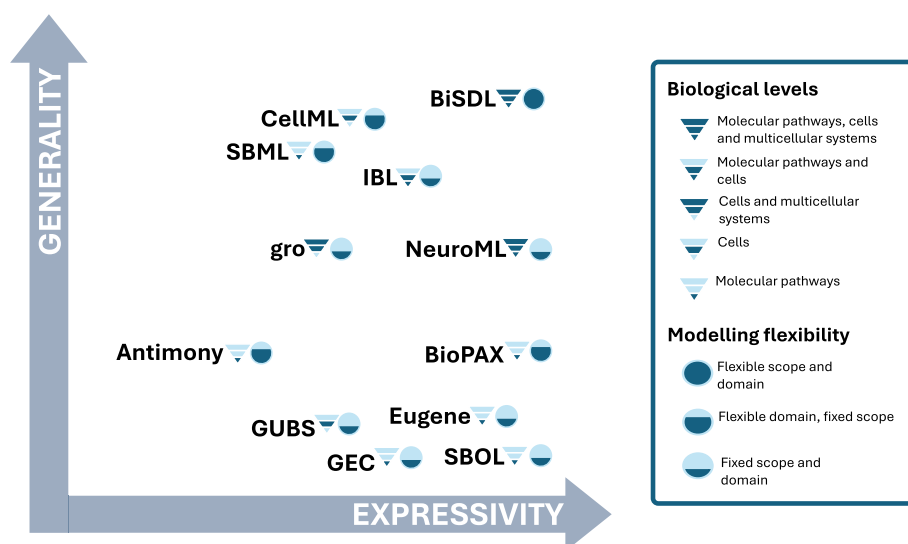 GENERALITY
BiSDL
CellML
SBML
IBL
gro
NeuroML
Antimony
BioPAX
Eugene
GUBS
GEC
SBOL
EXPRESSIVITY
Biological levels
Molecular pathways, cells
and multicellular systems
Molecular pathways and
cells
Cells and multicellular
systems
Cells
Molecular pathways
Modelling flexibility
Flexible scope and
domain
Flexible domain, fixed scope
Fixed scope and
domain